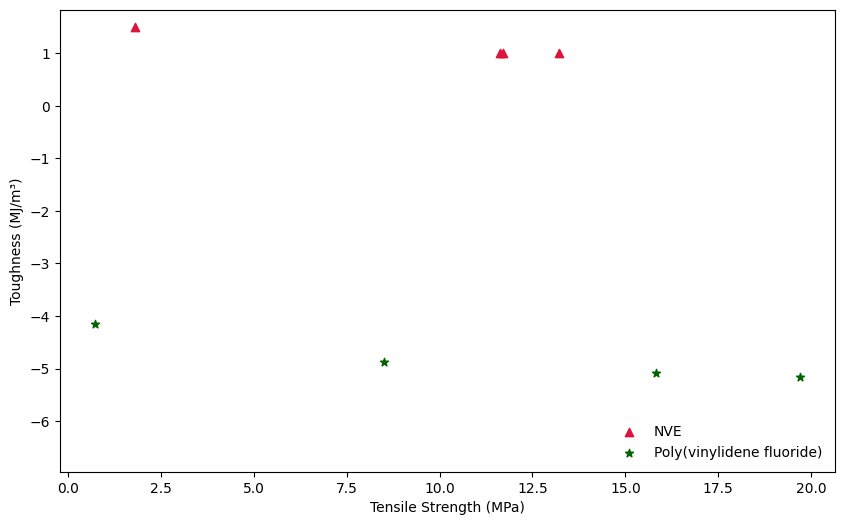 Toughness (MJ/m³)
1
0
−1
−2
−3
−4
−5
−6
NVE
Poly(vinylidene fluoride)
0.0 2.5 5.0 7.5 10.0 12.5 15.0 17.5 20.0
Tensile Strength (MPa)